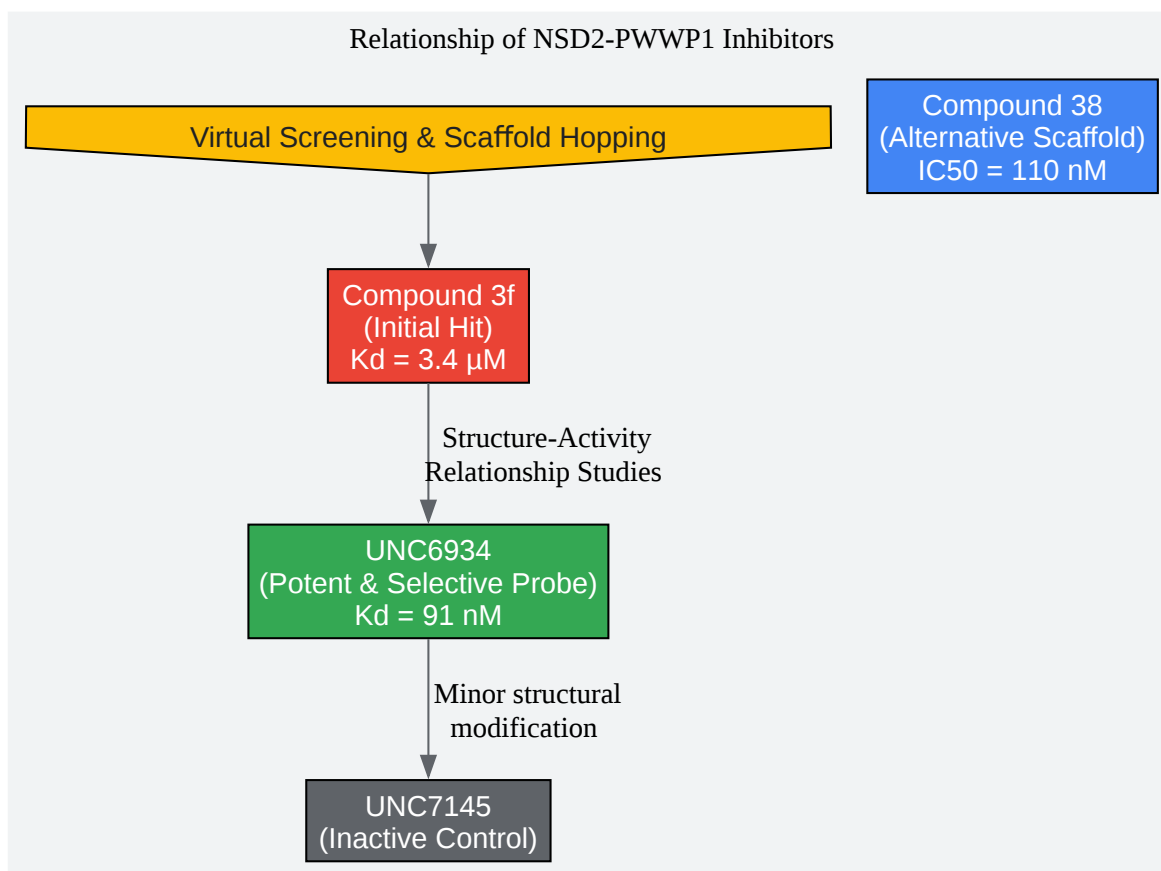 Relationship of NSD2-PWWP1 Inhibitors
Virtual Screening & Scaffold Hopping
Compound 38
(Alternative Scaffold)
IC50 = 110 nM
Compound 3f
(Initial Hit)
Kd = 3.4 µM
Structure-Activity
Relationship Studies
UNC6934
(Potent & Selective Probe)
Kd = 91 nM
Minor structural
modification
UNC7145
(Inactive Control)